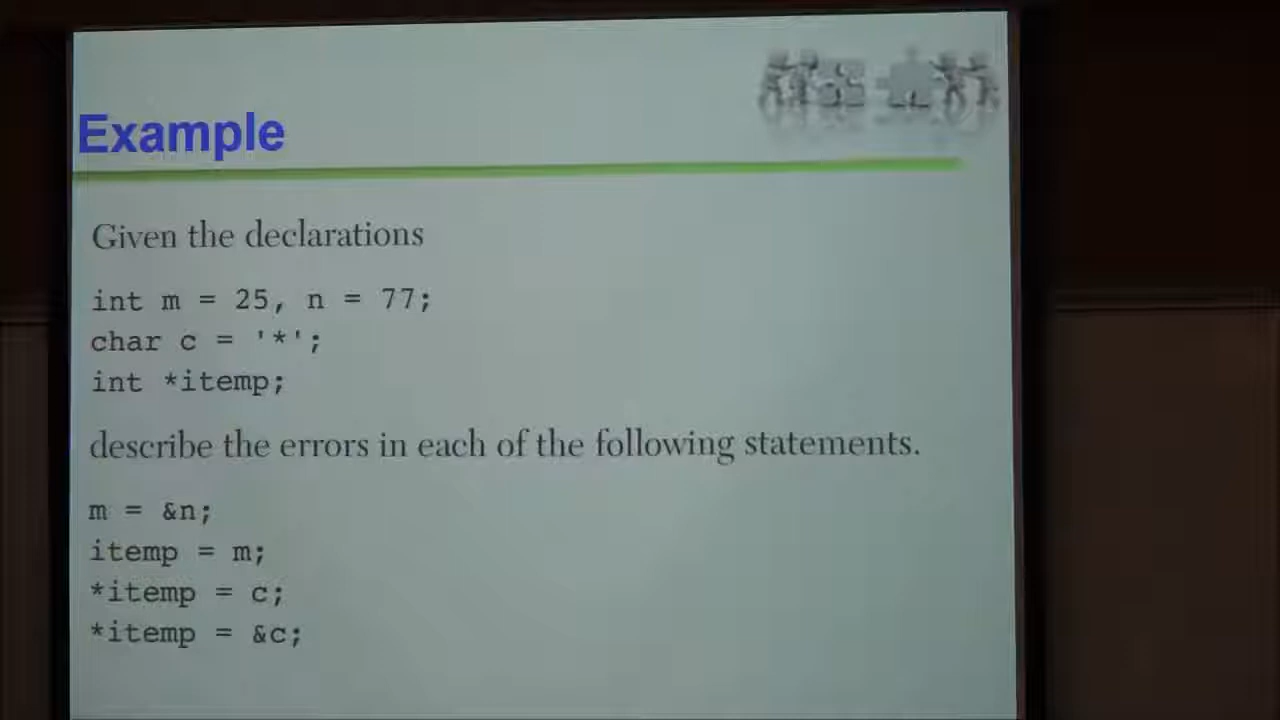 Example
Given the declarations
int m = 25, n = 77;
char c = '*';
int *itemp;
describe the errors in each of the following statements.
m = &n;
itemp = m;
*itemp = c;
*itemp = &c;